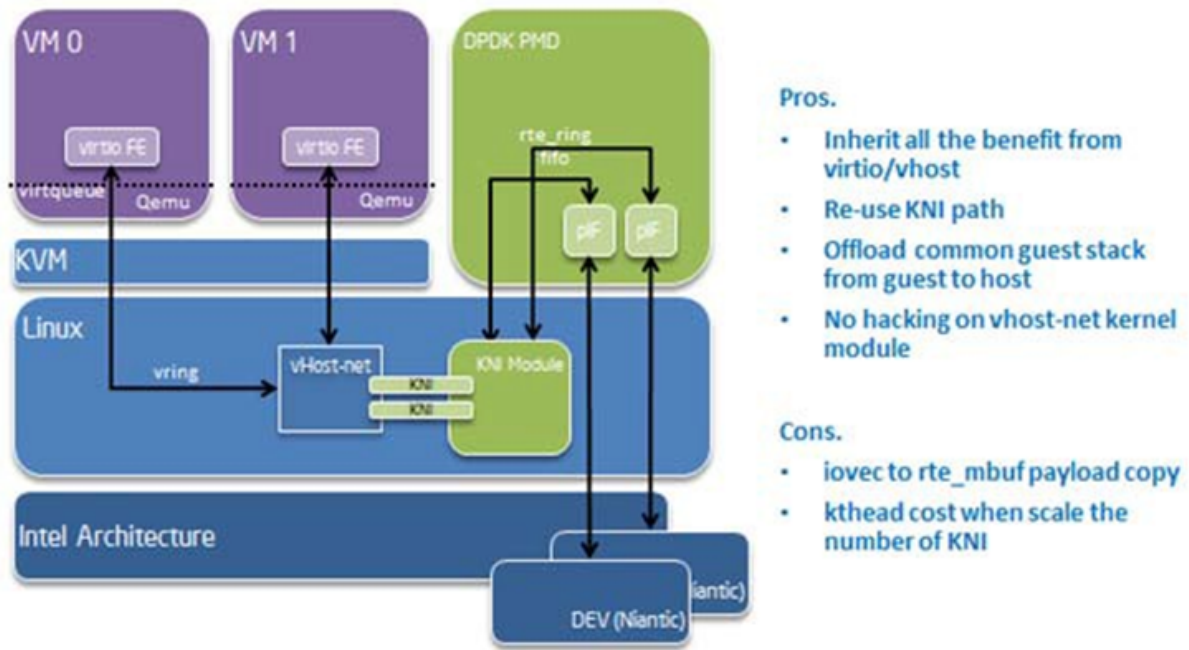 VM 0
VM 1
DPDK PMD
virtio FE
virtio FE
rte_ring
fifo
virtqueue
Qemu
Qemu
pIF
pIF
KVM
Linux
vHost-net
KNI Module
vring
KNI
KNI
Intel Architecture
iantic)
DEV (Niantic)
Pros.
• Inherit all the benefit from
virtio/vhost
• Re-use KNI path
• Offload common guest stack
from guest to host
• No hacking on vhost-net kernel
module
Cons.
• iovec to rte_mbuf payload copy
• kthead cost when scale the
number of KNI